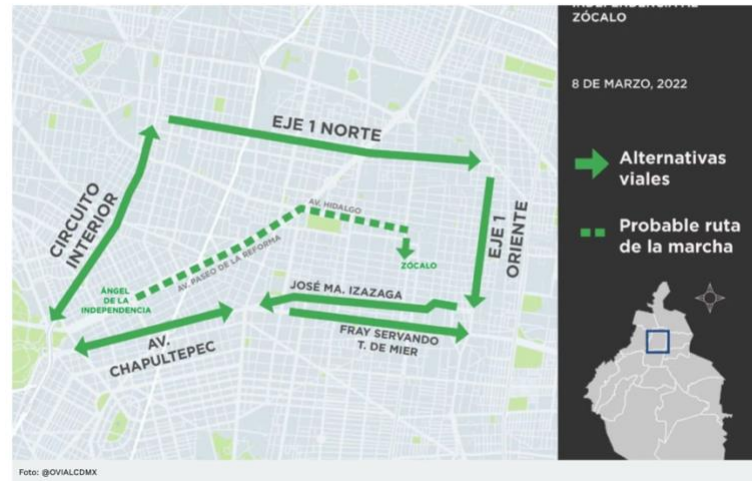 ZÓCALO
8 DE MARZO, 2022
Alternativas
viales
Probable ruta
de la marcha
EJE 1 NORTE
CIRCUITO
INTERIOR
AV. HIDALGO
AV. PASEO DE LA REFORMA
EJE 1
ORIENTE
ÁNGEL
DE LA
INDEPENDENCIA
ZÓCALO
JOSÉ MA. IZAZAGA
AV.
CHAPULTEPEC
FRAY SERVANDO
T. DE MIER
Foto: @OVIALCDMX